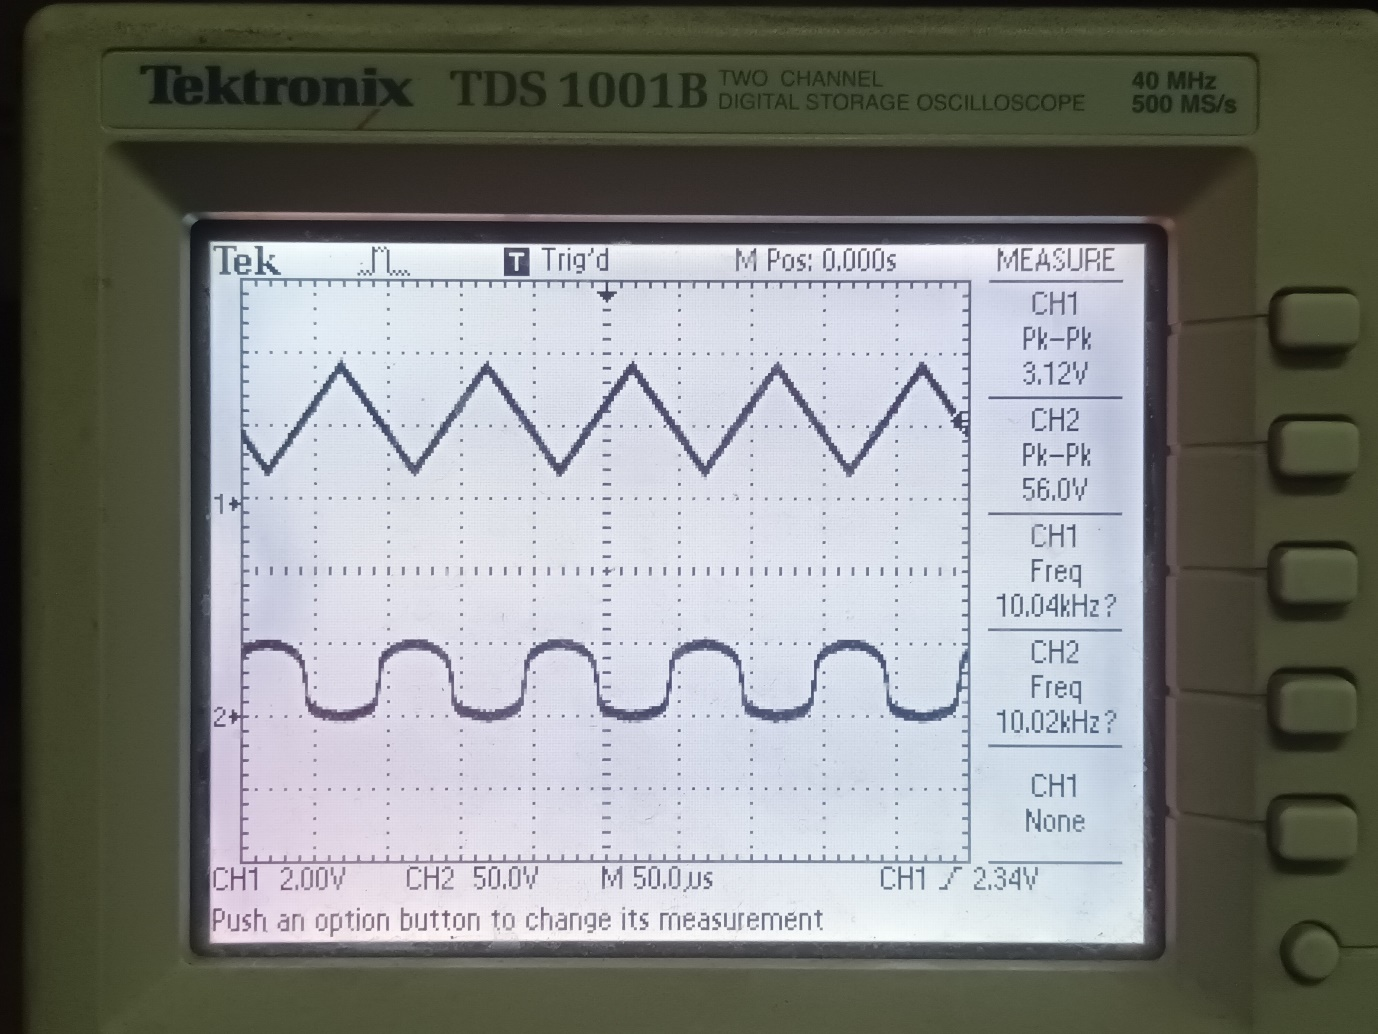 Tektronix TDS 1001B TWO CHANNEL DIGITAL STORAGE OSCILLOSCOPE 40 MHz 500 MS/s
Tek T Trig'd M Pos: 0.000s MEASURE
CH1
Pk-Pk
3.12V
CH2
Pk-Pk
56.0V
1
CH1
Freq
10.04kHz?
CH2
Freq
10.02kHz?
2
CH1
None
CH1 2.00V CH2 50.0V M 50.0µs CH1 2.34V
Push an option button to change its measurement